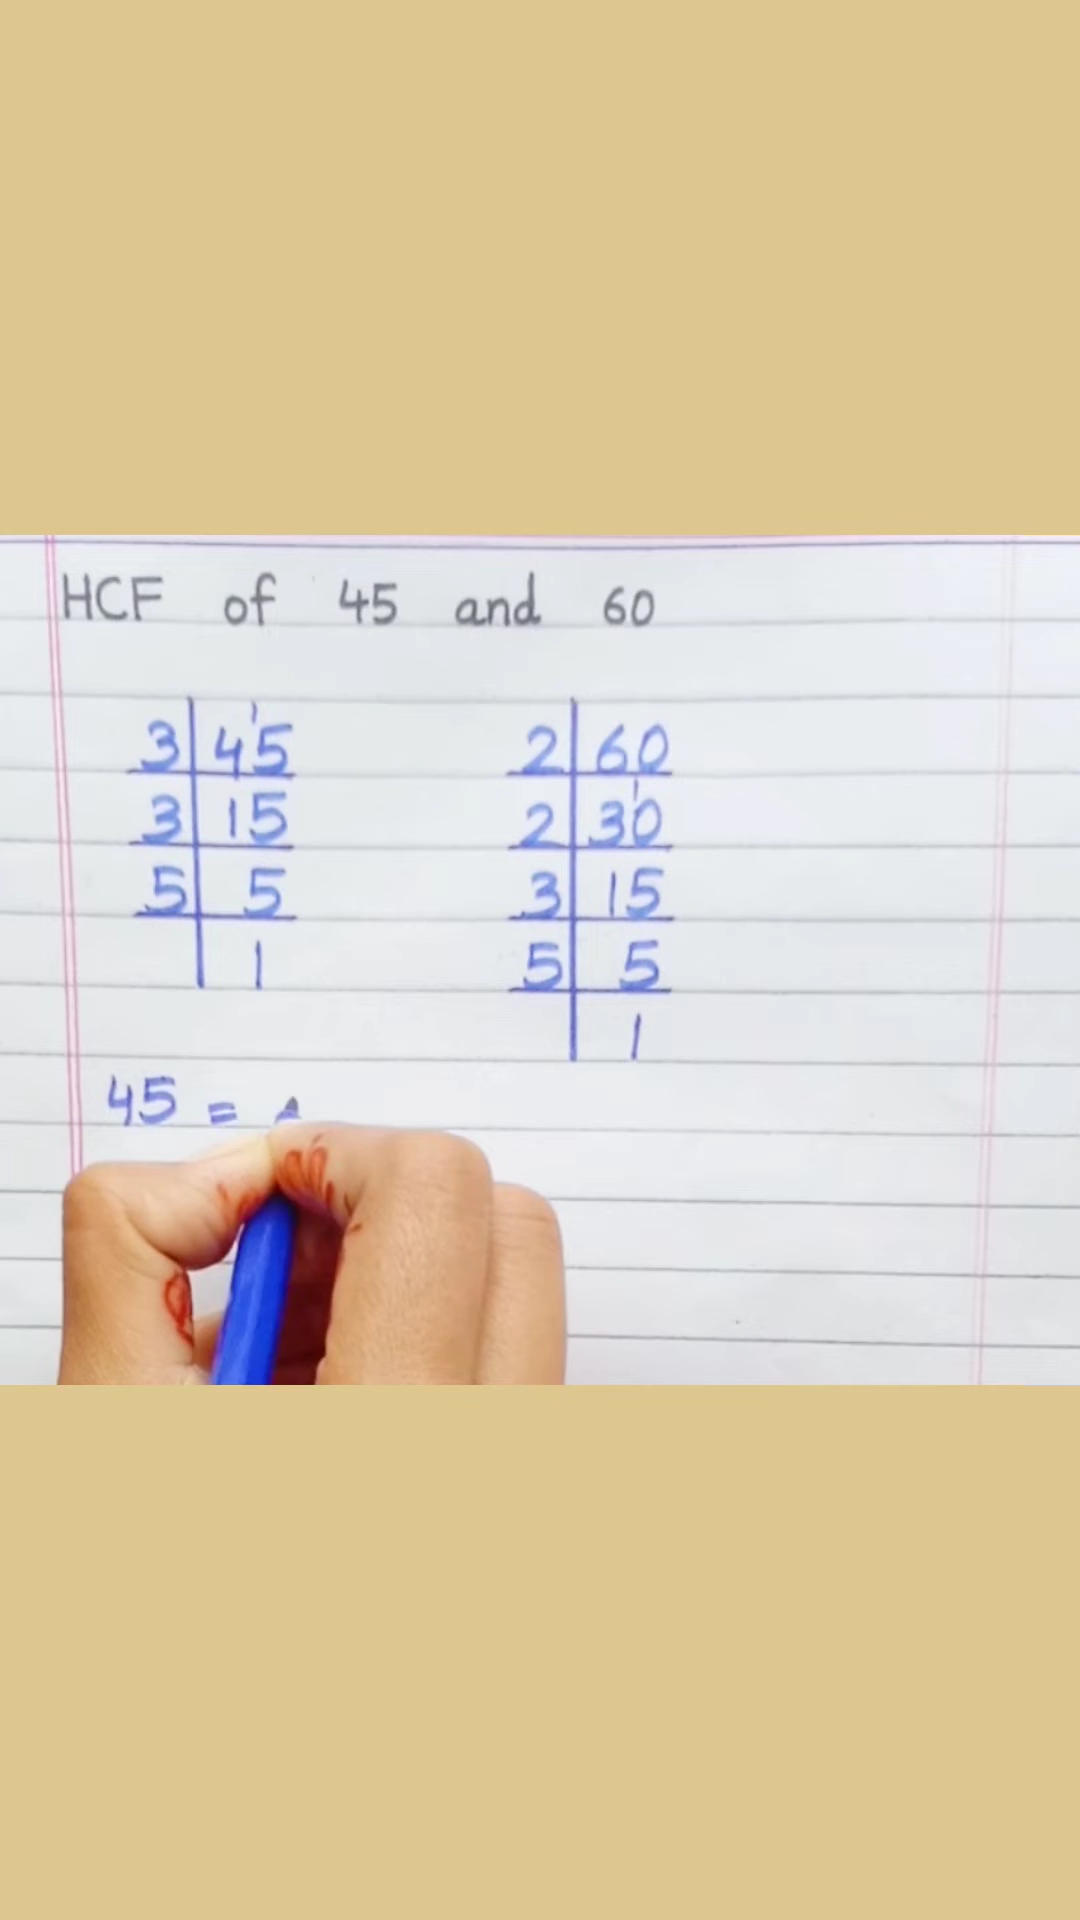 HCF of 45 and 60
3 | 45    2 | 60
3 | 15    2 | 30
5 | 5    3 | 15
1    5 | 5
1
45 =